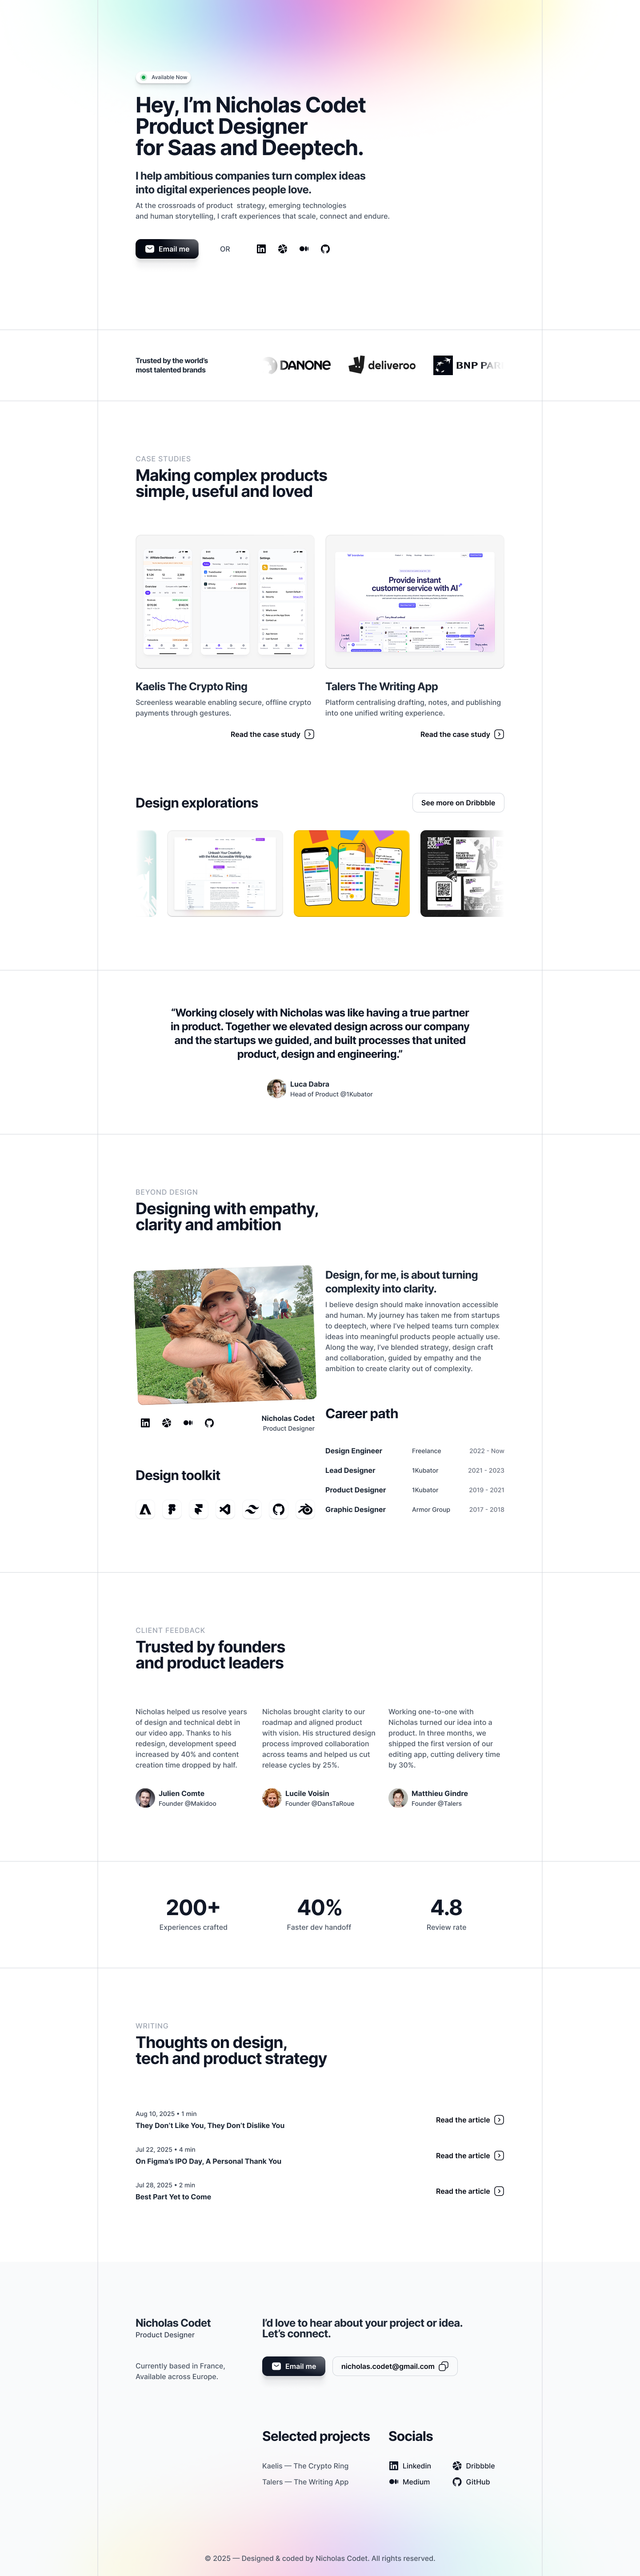 Available Now
Hey, I’m Nicholas Codet
Product Designer
for Saas and Deeptech.
I help ambitious companies turn complex ideas
into digital experiences people love.
At the crossroads of product strategy, emerging technologies
and human storytelling, I craft experiences that scale, connect and endure.
Email me
OR
Trusted by the world’s
most talented brands
DANONE
deliveroo
BNP PAR
CASE STUDIES
Making complex products
simple, useful and loved
Provide instant
customer service with AI
Kaelis The Crypto Ring
Screenless wearable enabling secure, offline crypto
payments through gestures.
Read the case study
Talers The Writing App
Platform centralising drafting, notes, and publishing
into one unified writing experience.
Read the case study
Design explorations
See more on Dribbble
Unleash Your Creativity
with the Most Accessible Writing App
“Working closely with Nicholas was like having a true partner
in product. Together we elevated design across our company
and the startups we guided, and built processes that united
product, design and engineering.”
Luca Dabra
Head of Product @1Kubator
BEYOND DESIGN
Designing with empathy,
clarity and ambition
Nicholas Codet
Product Designer
Design toolkit
Design, for me, is about turning
complexity into clarity.
I believe design should make innovation accessible
and human. My journey has taken me from startups
to deeptech, where I’ve helped teams turn complex
ideas into meaningful products people actually use.
Along the way, I’ve blended strategy, design craft
and collaboration, guided by empathy and the
ambition to create clarity out of complexity.
Career path
Design Engineer Freelance 2022 - Now
Lead Designer 1Kubator 2021 - 2023
Product Designer 1Kubator 2019 - 2021
Graphic Designer Armor Group 2017 - 2018
CLIENT FEEDBACK
Trusted by founders
and product leaders
Nicholas helped us resolve years
of design and technical debt in
our video app. Thanks to his
redesign, development speed
increased by 40% and content
creation time dropped by half.
Julien Comte
Founder @Makidoo
Nicholas brought clarity to our
roadmap and aligned product
with vision. His structured design
process improved collaboration
across teams and helped us cut
release cycles by 25%.
Lucile Voisin
Founder @DansTaRoue
Working one-to-one with
Nicholas turned our idea into a
product. In three months, we
shipped the first version of our
editing app, cutting delivery time
by 30%.
Matthieu Gindre
Founder @Talers
200+
Experiences crafted
40%
Faster dev handoff
4.8
Review rate
WRITING
Thoughts on design,
tech and product strategy
Aug 10, 2025 • 1 min
They Don’t Like You, They Don’t Dislike You
Read the article
Jul 22, 2025 • 4 min
On Figma’s IPO Day, A Personal Thank You
Read the article
Jul 28, 2025 • 2 min
Best Part Yet to Come
Read the article
Nicholas Codet
Product Designer
Currently based in France,
Available across Europe.
I’d love to hear about your project or idea.
Let’s connect.
Email me
nicholas.codet@gmail.com
Selected projects
Kaelis — The Crypto Ring
Talers — The Writing App
Socials
Linkedin
Dribbble
Medium
GitHub
© 2025 — Designed & coded by Nicholas Codet. All rights reserved.